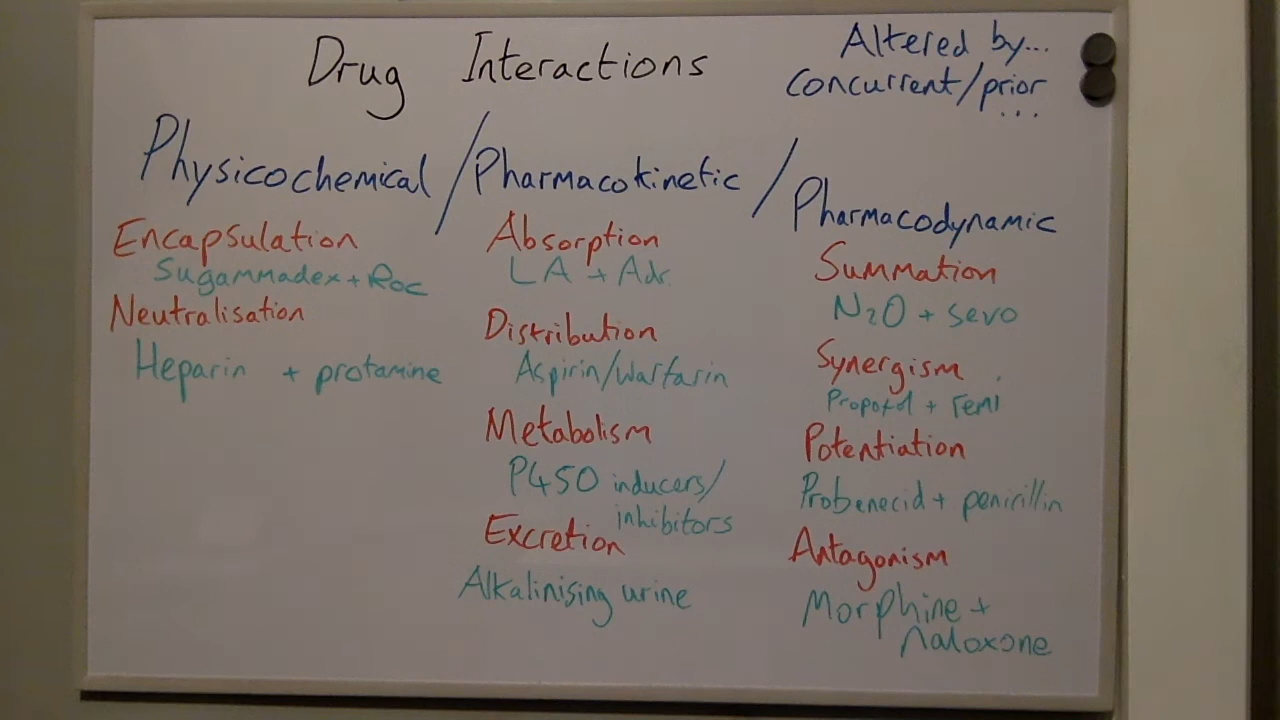 Drug Interactions
Altered by...
concurrent/prior
...
Physicochemical / Pharmacokinetic / Pharmacodynamic
Encapsulation
Sugammadex + Roc
Neutralisation
Heparin + protamine
Absorption
LA + Adr
Distribution
Aspirin/Warfarin
Metabolism
P450 inducers/
inhibitors
Excretion
Alkalinising urine
Summation
N₂O + sevo
Synergism
Propofol + remi
Potentiation
Probenecid + penicillin
Antagonism
Morphine +
Naloxone